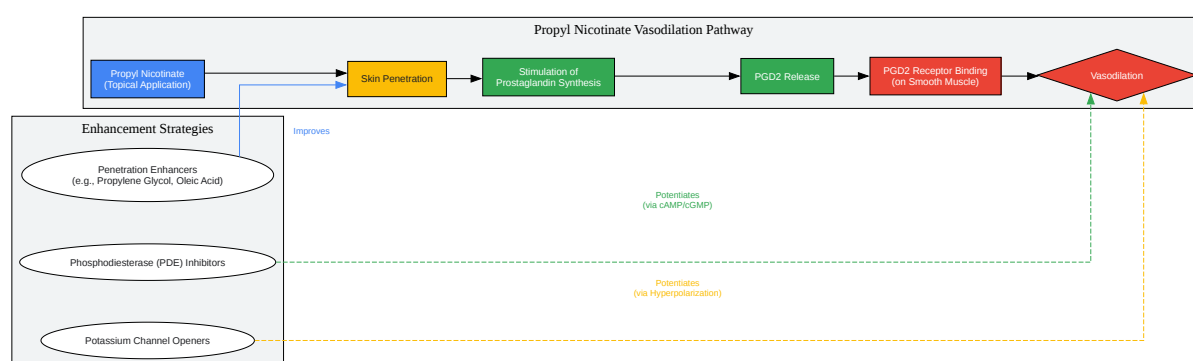 Propyl Nicotinate Vasodilation Pathway
Propyl Nicotinate
(Topical Application)
Skin Penetration
Stimulation of
Prostaglandin Synthesis
PGD2 Release
PGD2 Receptor Binding
(on Smooth Muscle)
Vasodilation
Enhancement Strategies
Improves
Penetration Enhancers
(e.g., Propylene Glycol, Oleic Acid)
Potentiates
(via cAMP/cGMP)
Phosphodiesterase (PDE) Inhibitors
Potentiates
(via Hyperpolarization)
Potassium Channel Openers